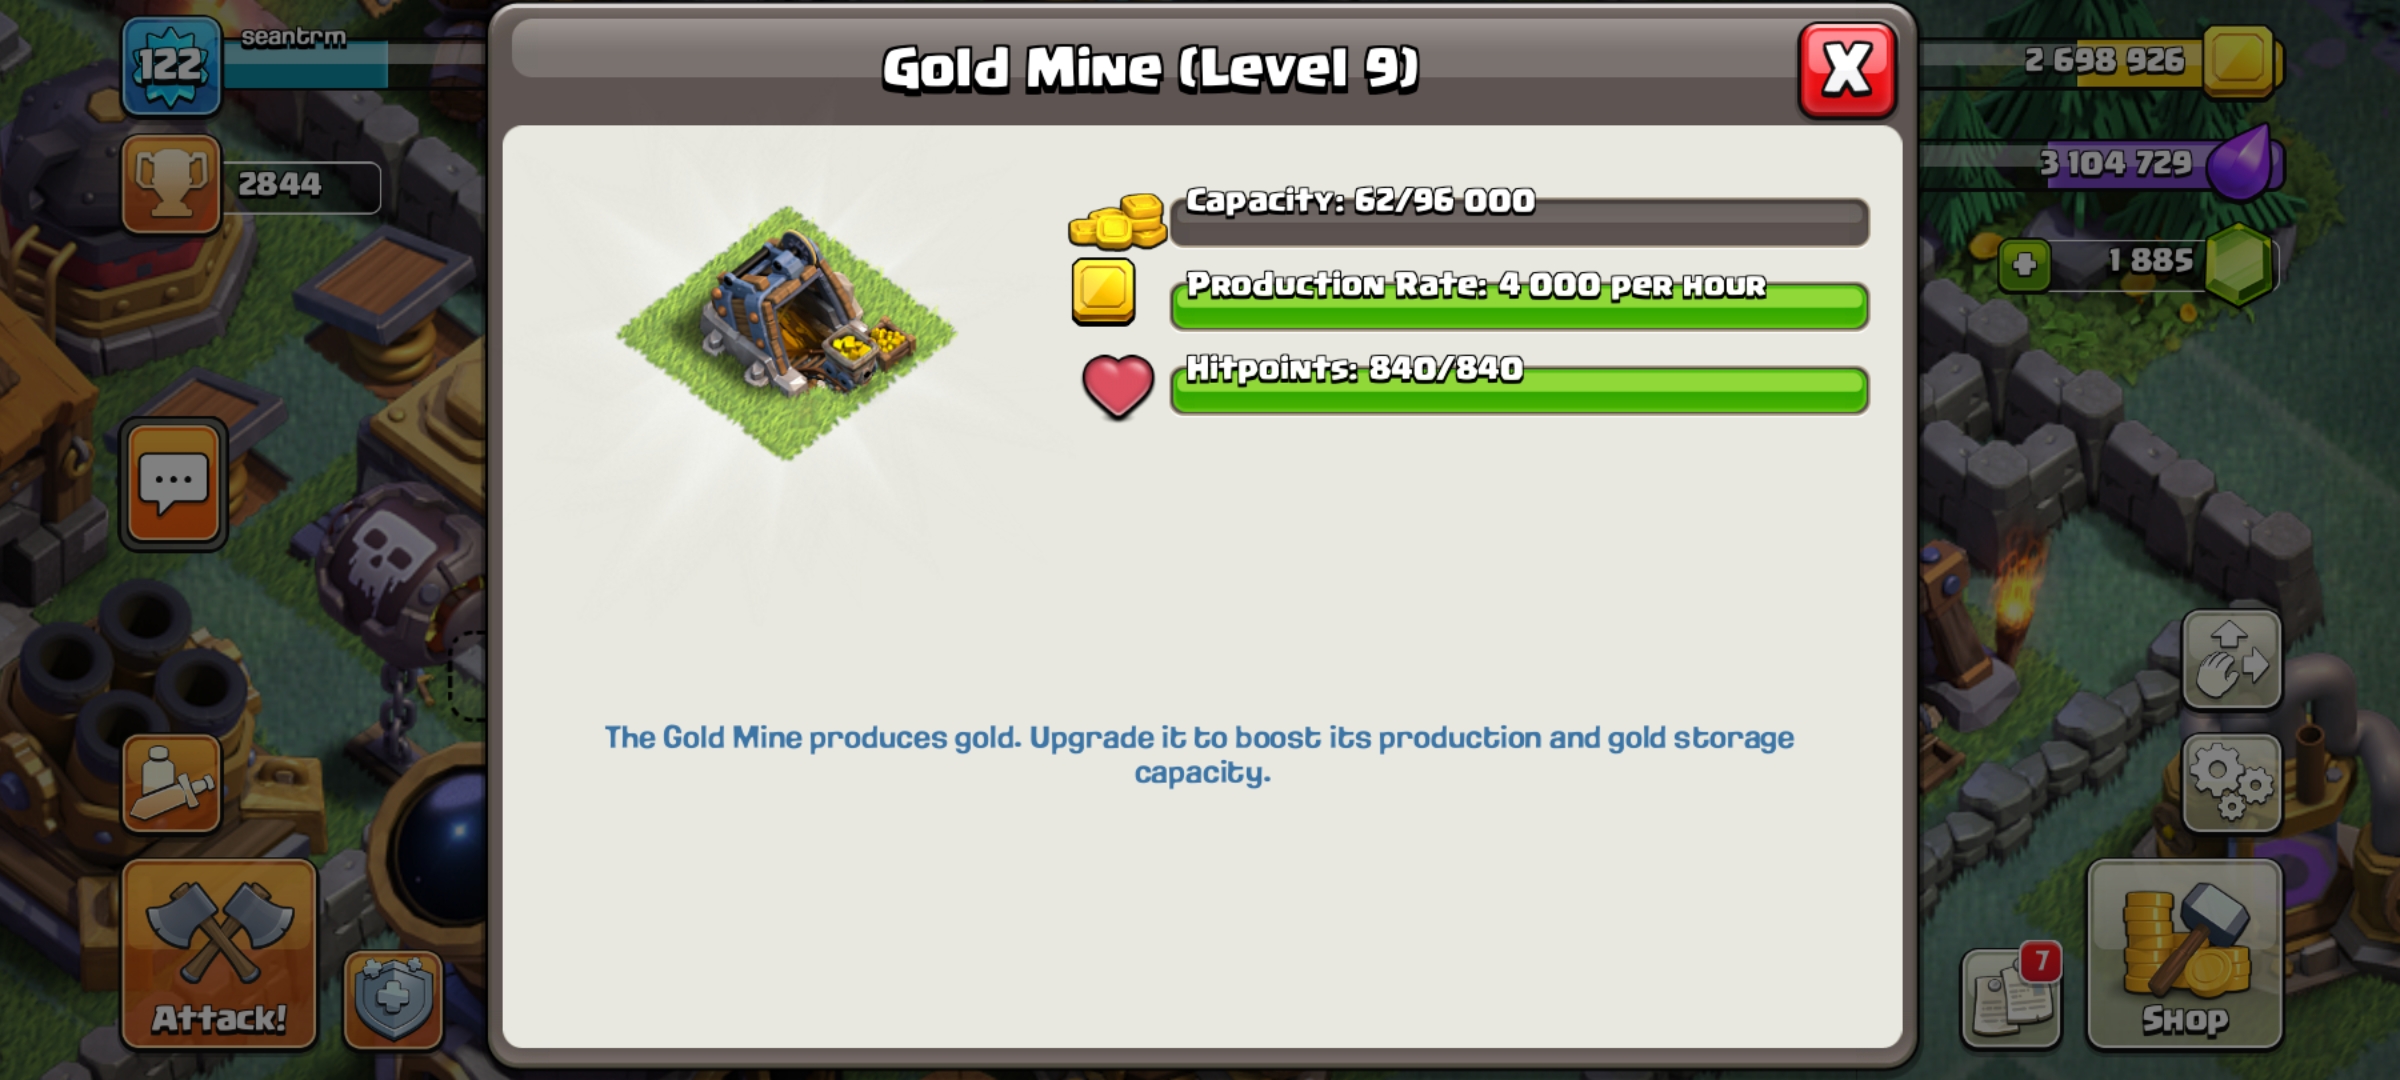 122
seantrm
Gold Mine (Level 9)
X
2 698 926
2844
3 104 729
Capacity: 62/96 000
1 885
Production Rate: 4 000 per hour
Hitpoints: 840/840
The Gold Mine produces gold. Upgrade it to boost its production and gold storage
capacity.
7
Attack!
Shop